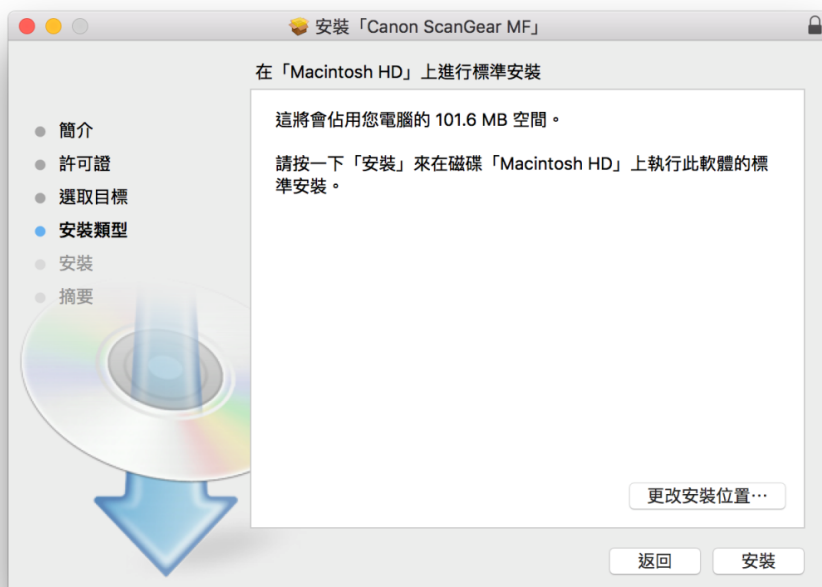 安裝「Canon ScanGear MF」
在「Macintosh HD」上進行標準安裝
簡介
許可證
選取目標
安裝類型
安裝
摘要
這將會佔用您電腦的 101.6 MB 空間。
請按一下「安裝」來在磁碟「Macintosh HD」上執行此軟體的標
準安裝。
更改安裝位置⋯
返回
安裝